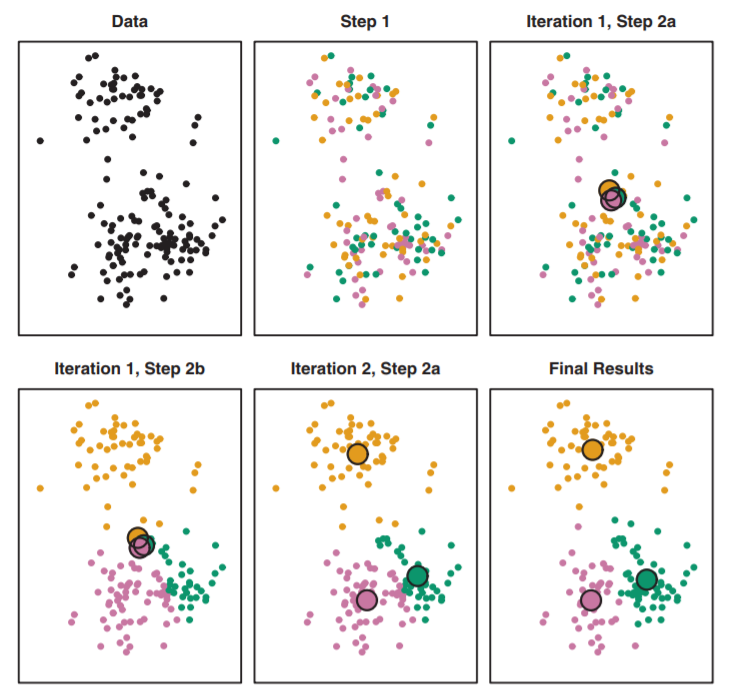 Data
Step 1
Iteration 1, Step 2a
Iteration 1, Step 2b
Iteration 2, Step 2a
Final Results